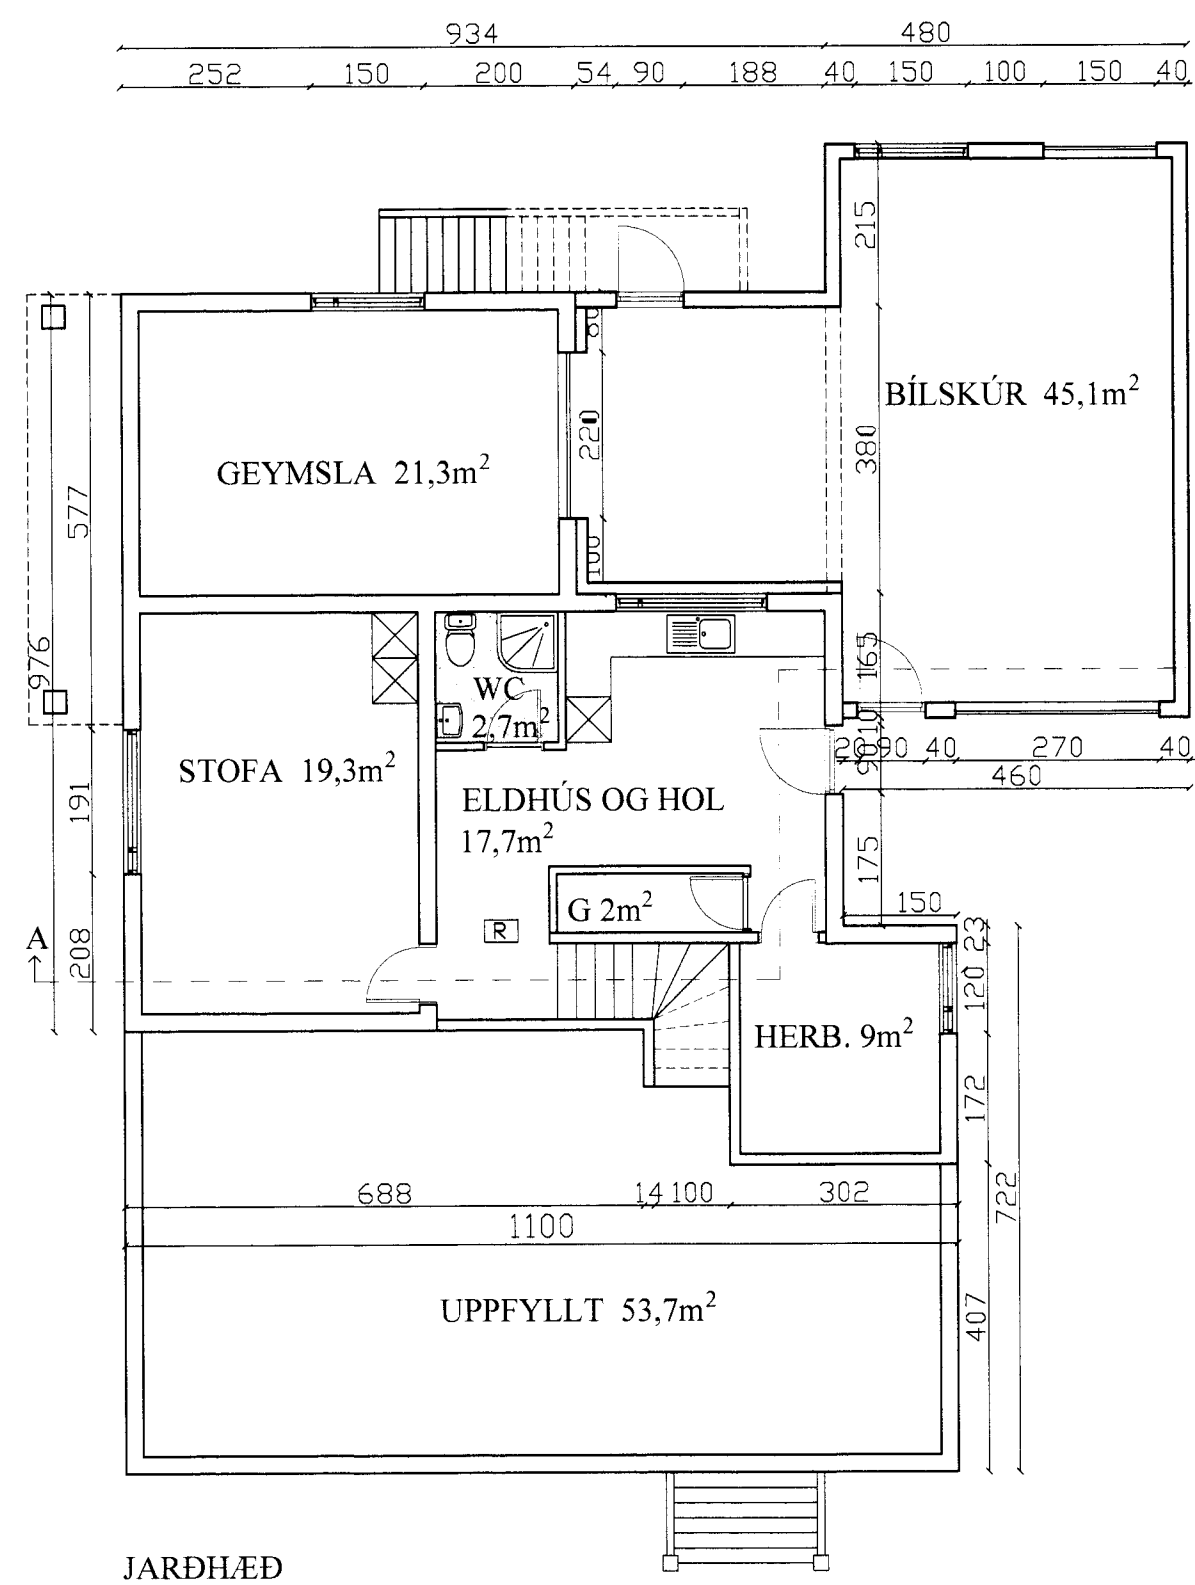 934 480
252 150 200 54 90 188 40 150 100 150 40
215
60
BÍLSKÚR 45,1m²
220
380
GEYMSLA 21,3m²
577
100
976
165
WC
2,7m²
10
20 90 40 270 40
90
460
STOFA 19,3m²
191
ELDHÚS OG HOL
17,7m²
175
G 2m²
150
R
23
A
208
120
HERB. 9m²
172
688 14 100 302
722
1100
UPPFYLLT 53,7m²
407
JARÐHÆÐ